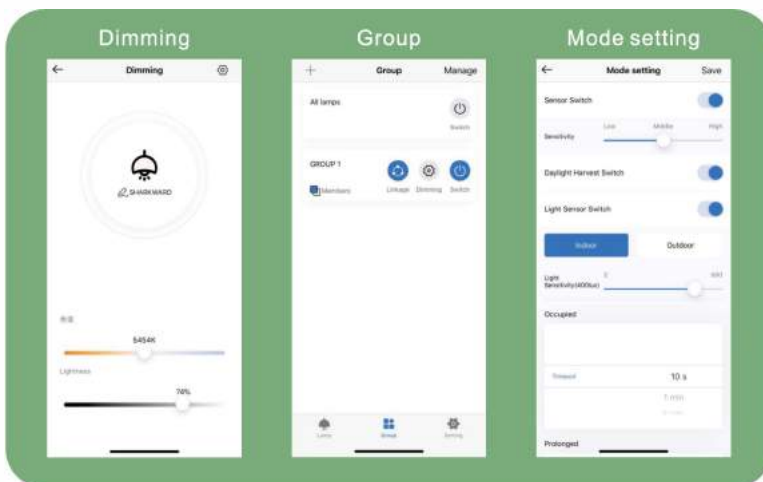 Dimming
Group
Mode setting
Dimming
SHARKWARD
5454K
Lightness
74%
Group
Manage
All lamps
Switch
GROUP 1
Members
Linkage
Dimming
Switch
Lamp
Group
Setting
Mode setting
Save
Sensor Switch
Low
Middle
High
Sensitivity
Daylight Harvest Switch
Light Sensor Switch
Indoor
Outdoor
Light
Occupied
Timeout
10 s
1 min
Prolonged